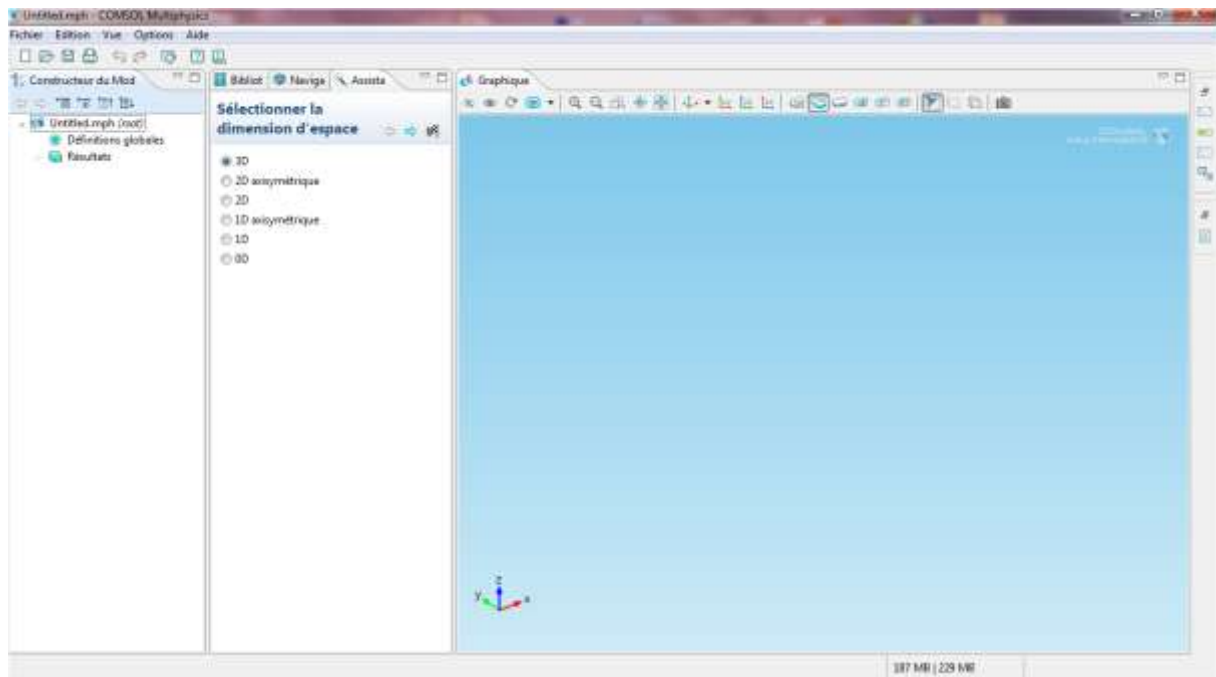 Untitled.mph - COMSOL Multiphysics
Fichier Edition Vue Options Aide
Constructeur du Mod
Bibliot Naviga Assista
Graphique
Untitled.mph (root)
Définitions globales
Résultats
Sélectionner la
dimension d'espace
3D
2D axisymétrique
2D
1D axisymétrique
1D
0D
z
y x
187 MB | 229 MB